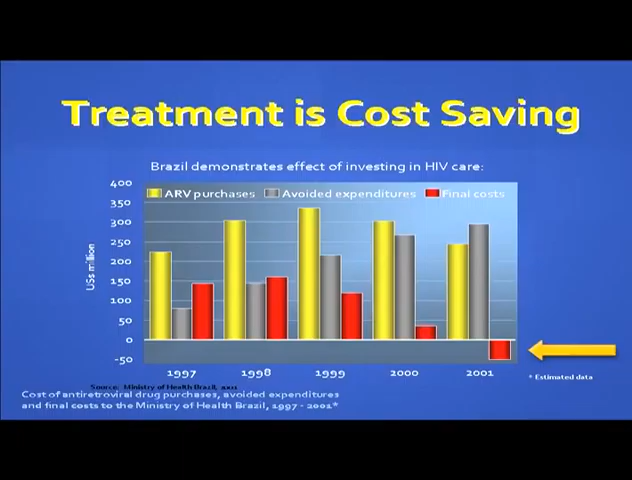 Treatment is Cost Saving
Brazil demonstrates effect of investing in HIV care:
400
ARV purchases Avoided expenditures Final costs
350
300
250
200
150
100
50
0
-50
US$ million
1997 1998 1999 2000 2001
* Estimated data
Source: Ministry of Health Brazil, 2001
Cost of antiretroviral drug purchases, avoided expenditures
and final costs to the Ministry of Health Brazil, 1997 - 2001*